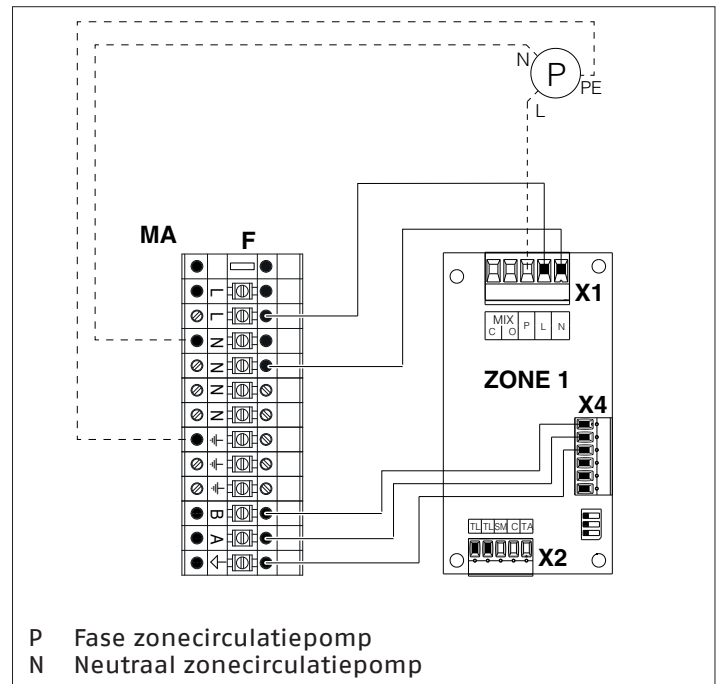 N
P
PE
L
MA
F
X1
L
L
MIX
C O P L N
N
N
ZONE 1
N
X4
N
B
TL TL SM C TA
A
X2
P Fase zonecirculatiepomp
N Neutraal zonecirculatiepomp